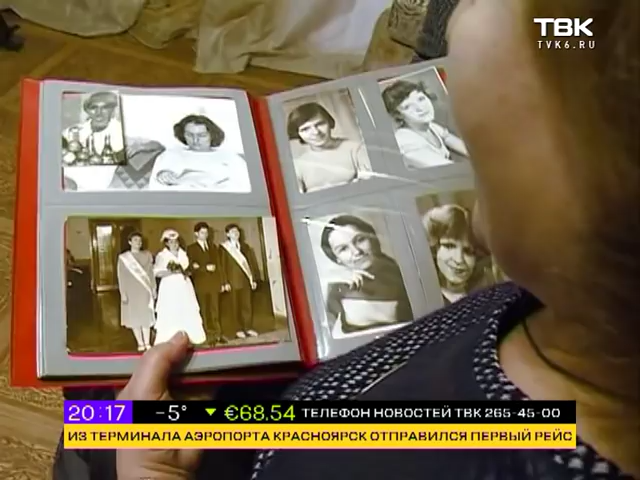 ТВК
TVK6.RU
20:17 -5° ▼ €68.54 ТЕЛЕФОН НОВОСТЕЙ ТВК 265-45-00
ИЗ ТЕРМИНАЛА АЭРОПОРТА КРАСНОЯРСК ОТПРАВИЛСЯ ПЕРВЫЙ РЕЙС